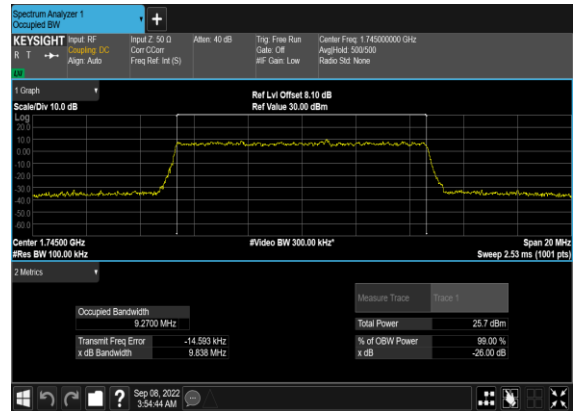 Spectrum Analyzer 1
Occupied BW
KEYSIGHT
R T
LW
Input: RF
Coupling: DC
Align: Auto
Input Z: 50 Ω
Corr CCorr
Freq Ref: Int (S)
Atten: 40 dB
Trig: Free Run
Gate: Off
#IF Gain: Low
Center Freq: 1.745000000 GHz
Avg|Hold: 500/500
Radio Std: None
1 Graph
Scale/Div 10.0 dB
Ref Lvl Offset 8.10 dB
Ref Value 30.00 dBm
Log
20.0
10.0
0.00
-10.0
-20.0
-30.0
-40.0
-50.0
-60.0
Center 1.74500 GHz
#Res BW 100.00 kHz
#Video BW 300.00 kHz*
Span 20 MHz
Sweep 2.53 ms (1001 pts)
2 Metrics
Measure Trace
Trace 1
Occupied Bandwidth
9.2700 MHz
Total Power
25.7 dBm
Transmit Freq Error
-14.593 kHz
% of OBW Power
99.00 %
x dB Bandwidth
9.838 MHz
x dB
-26.00 dB
?
Sep 08, 2022
3:54:44 AM